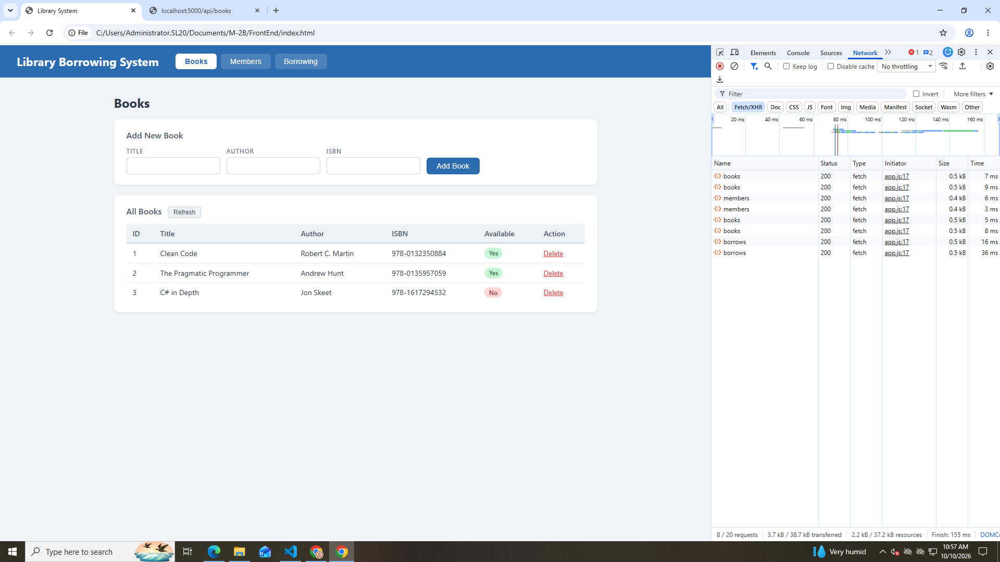 Library System
localhost:5000/api/books
File
C:/Users/Administrator.SL20/Documents/M-2B/FrontEnd/index.html
Library Borrowing System
Books
Members
Borrowing
Books
Add New Book
TITLE
AUTHOR
ISBN
Add Book
All Books
Refresh
ID Title Author ISBN Available Action
1 Clean Code Robert C. Martin 978-0132350884 Yes Delete
2 The Pragmatic Programmer Andrew Hunt 978-0135957059 Yes Delete
3 C# in Depth Jon Skeet 978-1617294532 No Delete
Elements Console Sources Network 1 2
Keep log Disable cache No throttling
Filter Invert More filters
All Fetch/XHR Doc CSS JS Font Img Media Manifest Socket Wasm Other
20 ms 40 ms 60 ms 80 ms 100 ms 120 ms 140 ms 160 ms
Name Status Type Initiator Size Time
books 200 fetch app.js:17 0.5 kB 7 ms
books 200 fetch app.js:17 0.5 kB 9 ms
members 200 fetch app.js:17 0.4 kB 6 ms
members 200 fetch app.js:17 0.4 kB 3 ms
books 200 fetch app.js:17 0.5 kB 5 ms
books 200 fetch app.js:17 0.5 kB 8 ms
borrows 200 fetch app.js:17 0.5 kB 16 ms
borrows 200 fetch app.js:17 0.5 kB 36 ms
8 / 20 requests 3.7 kB / 38.7 kB transferred 2.2 kB / 37.2 kB resources Finish: 155 ms
Type here to search
Very humid
10:57 AM
10/10/2026